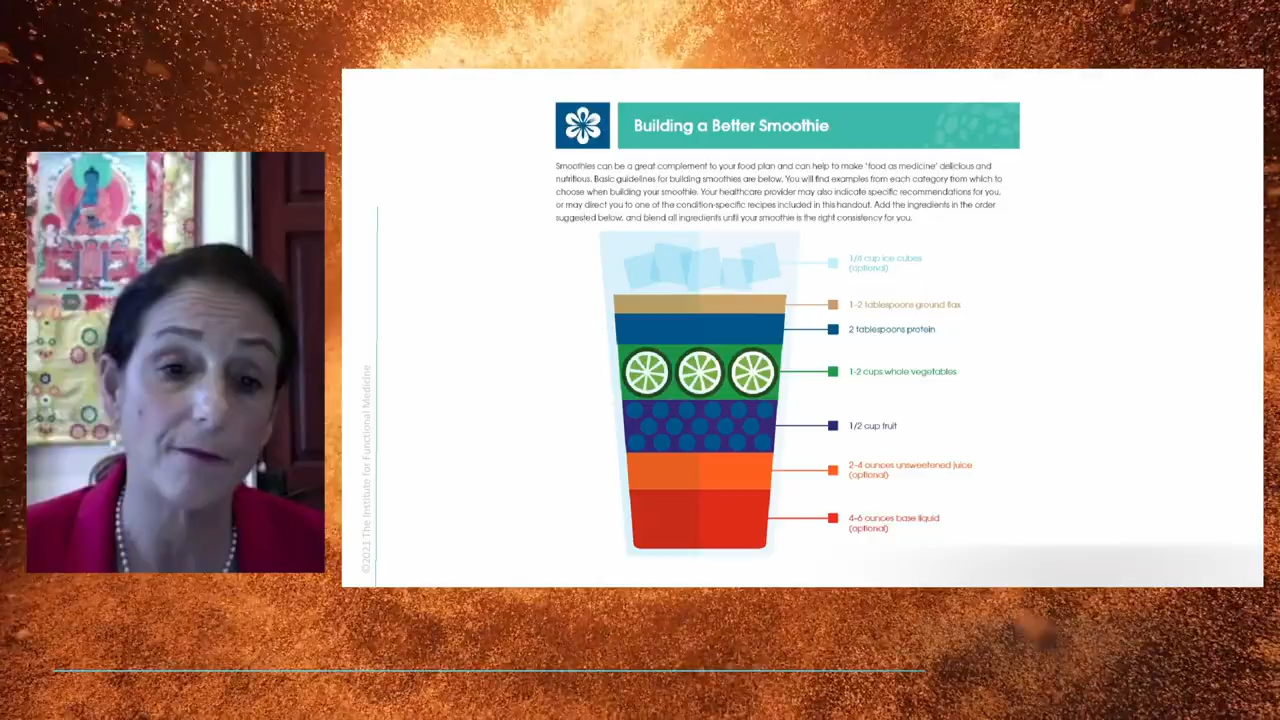 Building a Better Smoothie
Smoothies can be a great complement to your food plan and can help to make 'food as medicine' delicious and
nutritious. Basic guidelines for building smoothies are below. You will find examples from each category from which to
choose when building your smoothie. Your healthcare provider may also indicate specific recommendations for you,
or may direct you to one of the condition-specific recipes included in this handout. Add the ingredients in the order
suggested below, and blend all ingredients until your smoothie is the right consistency for you.
1/4 cup ice cubes
(optional)
1-2 tablespoons ground flax
2 tablespoons protein
1-2 cups whole vegetables
1/2 cup fruit
2-4 ounces unsweetened juice
(optional)
4-6 ounces base liquid
(optional)
©2021 The Institute for Functional Medicine